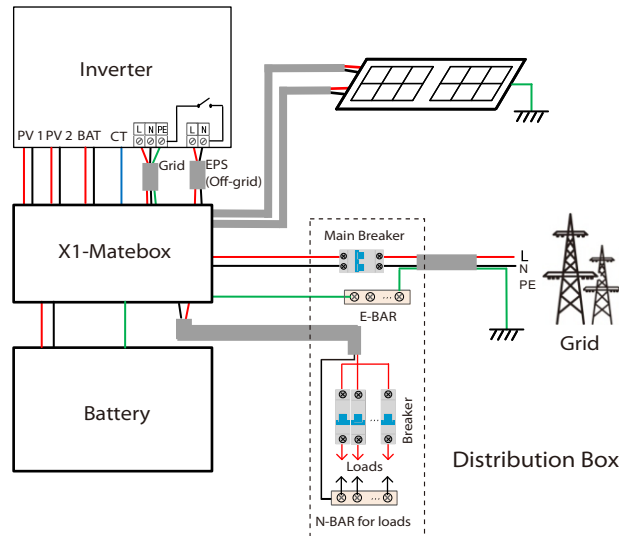 Inverter
PV 1 PV 2 BAT CT
L N PE
L N
Grid
EPS
(Off-grid)
X1-Matebox
Main Breaker
L
N
PE
E-BAR
Grid
Battery
...
Breaker
Loads
...
N-BAR for loads
Distribution Box